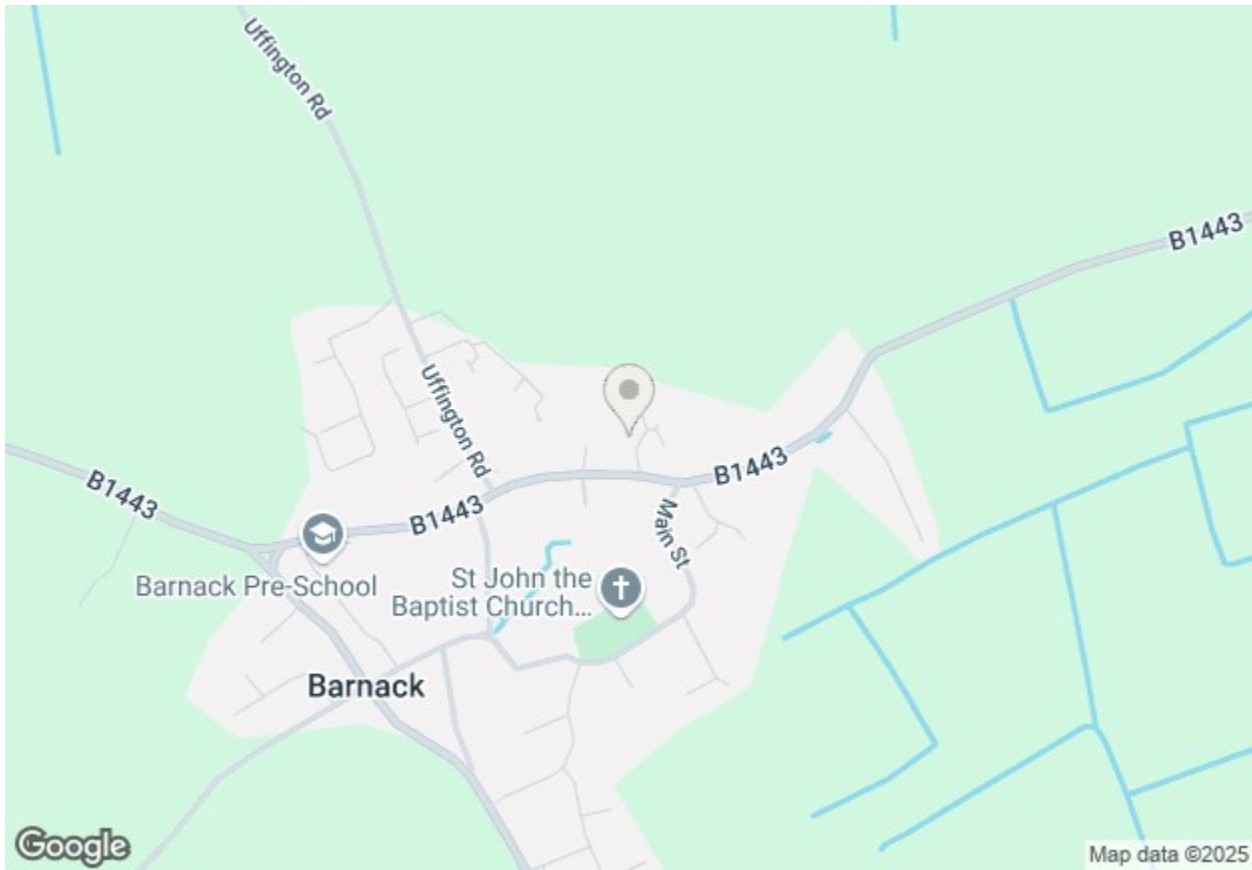 Uffington Rd
B1443
Uffington Rd
B1443
B1443
B1443
Main St
Barnack Pre-School
St John the
Baptist Church...
Barnack
Google
Map data ©2025